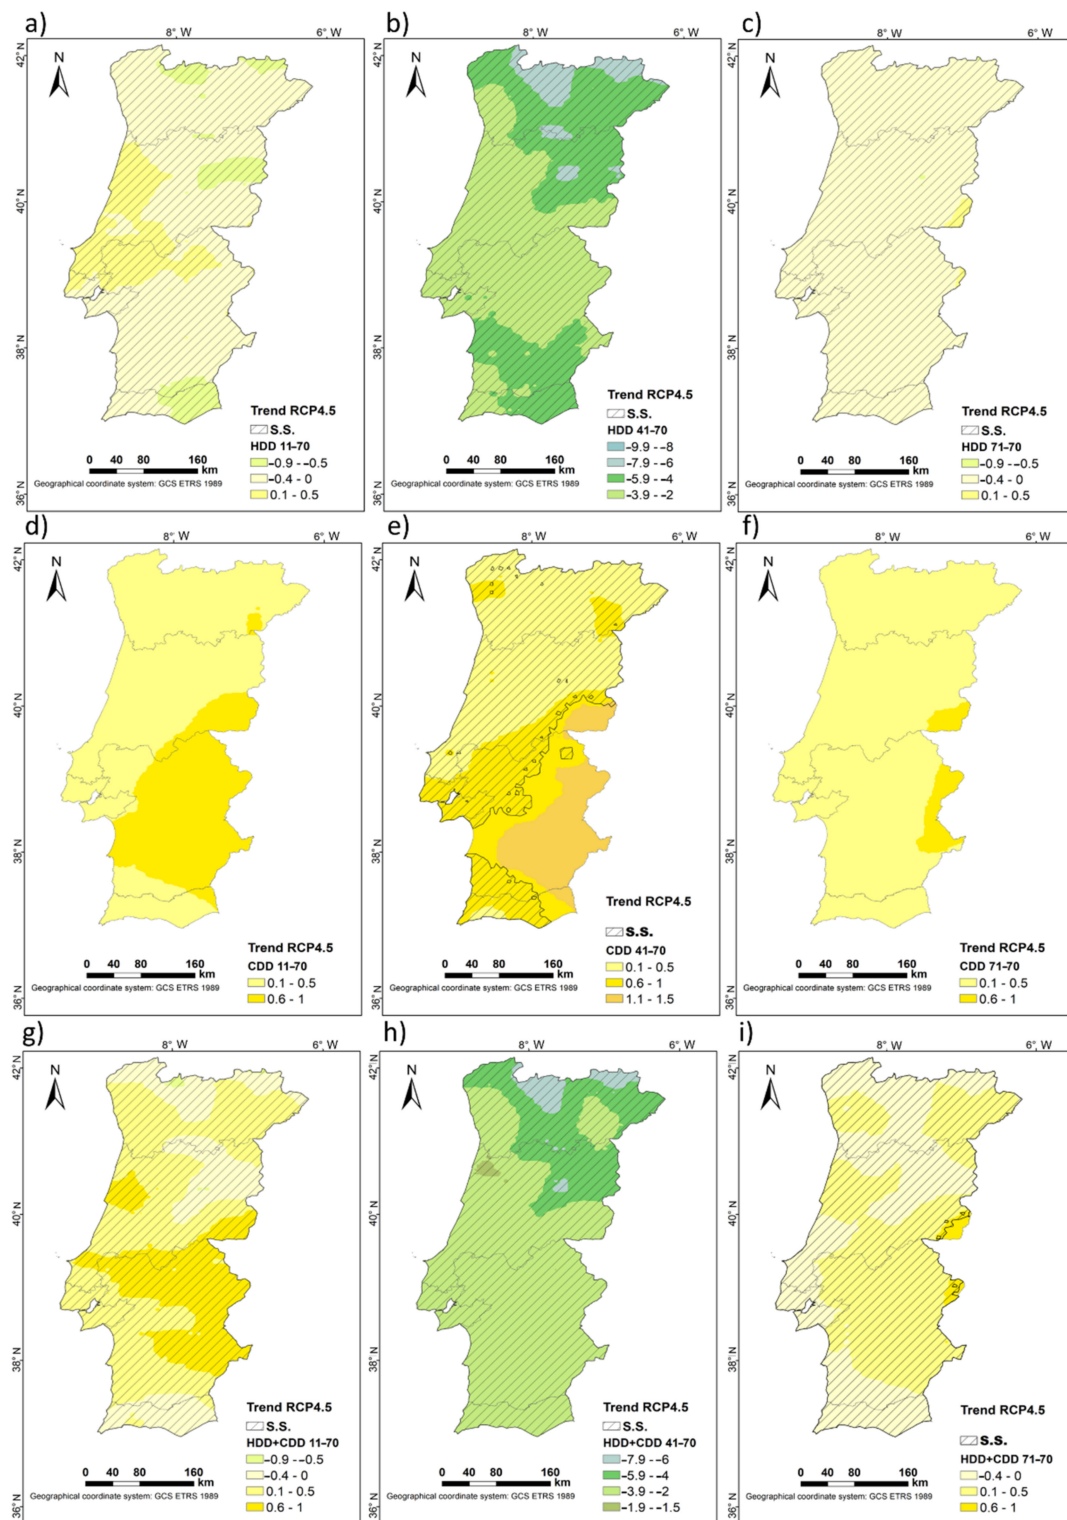 a)
8° W
6° W
42° N
N
40° N
38° N
36° N
Trend RCP4.5
S.S.
HDD 11–70
–0.9 - –0.5
–0.4 - 0
0.1 - 0.5
0 40 80 160
km
Geographical coordinate system: GCS ETRS 1989
b)
8° W
6° W
42° N
N
40° N
38° N
36° N
Trend RCP4.5
S.S.
HDD 41–70
–9.9 - –8
–7.9 - –6
–5.9 - –4
–3.9 - –2
0 40 80 160
km
Geographical coordinate system: GCS ETRS 1989
c)
8° W
6° W
42° N
N
40° N
38° N
36° N
Trend RCP4.5
S.S.
HDD 71–70
–0.9 - –0.5
–0.4 - 0
0.1 - 0.5
0 40 80 160
km
Geographical coordinate system: GCS ETRS 1989
d)
8° W
6° W
42° N
N
40° N
38° N
36° N
Trend RCP4.5
CDD 11–70
0.1 - 0.5
0.6 - 1
0 40 80 160
km
Geographical coordinate system: GCS ETRS 1989
e)
8° W
6° W
42° N
N
40° N
38° N
36° N
Trend RCP4.5
S.S.
CDD 41–70
0.1 - 0.5
0.6 - 1
1.1 - 1.5
0 40 80 160
km
Geographical coordinate system: GCS ETRS 1989
f)
8° W
6° W
42° N
N
40° N
38° N
36° N
Trend RCP4.5
CDD 71–70
0.1 - 0.5
0.6 - 1
0 40 80 160
km
Geographical coordinate system: GCS ETRS 1989
g)
8° W
6° W
42° N
N
40° N
38° N
36° N
Trend RCP4.5
S.S.
HDD+CDD 11–70
–0.9 - –0.5
–0.4 - 0
0.1 - 0.5
0.6 - 1
0 40 80 160
km
Geographical coordinate system: GCS ETRS 1989
h)
8° W
6° W
42° N
N
40° N
38° N
36° N
Trend RCP4.5
S.S.
HDD+CDD 41–70
–7.9 - –6
–5.9 - –4
–3.9 - –2
–1.9 - –1.5
0 40 80 160
km
Geographical coordinate system: GCS ETRS 1989
i)
8° W
6° W
42° N
N
40° N
38° N
36° N
Trend RCP4.5
S.S.
HDD+CDD 71–70
–0.4 - 0
0.1 - 0.5
0.6 - 1
0 40 80 160
km
Geographical coordinate system: GCS ETRS 1989